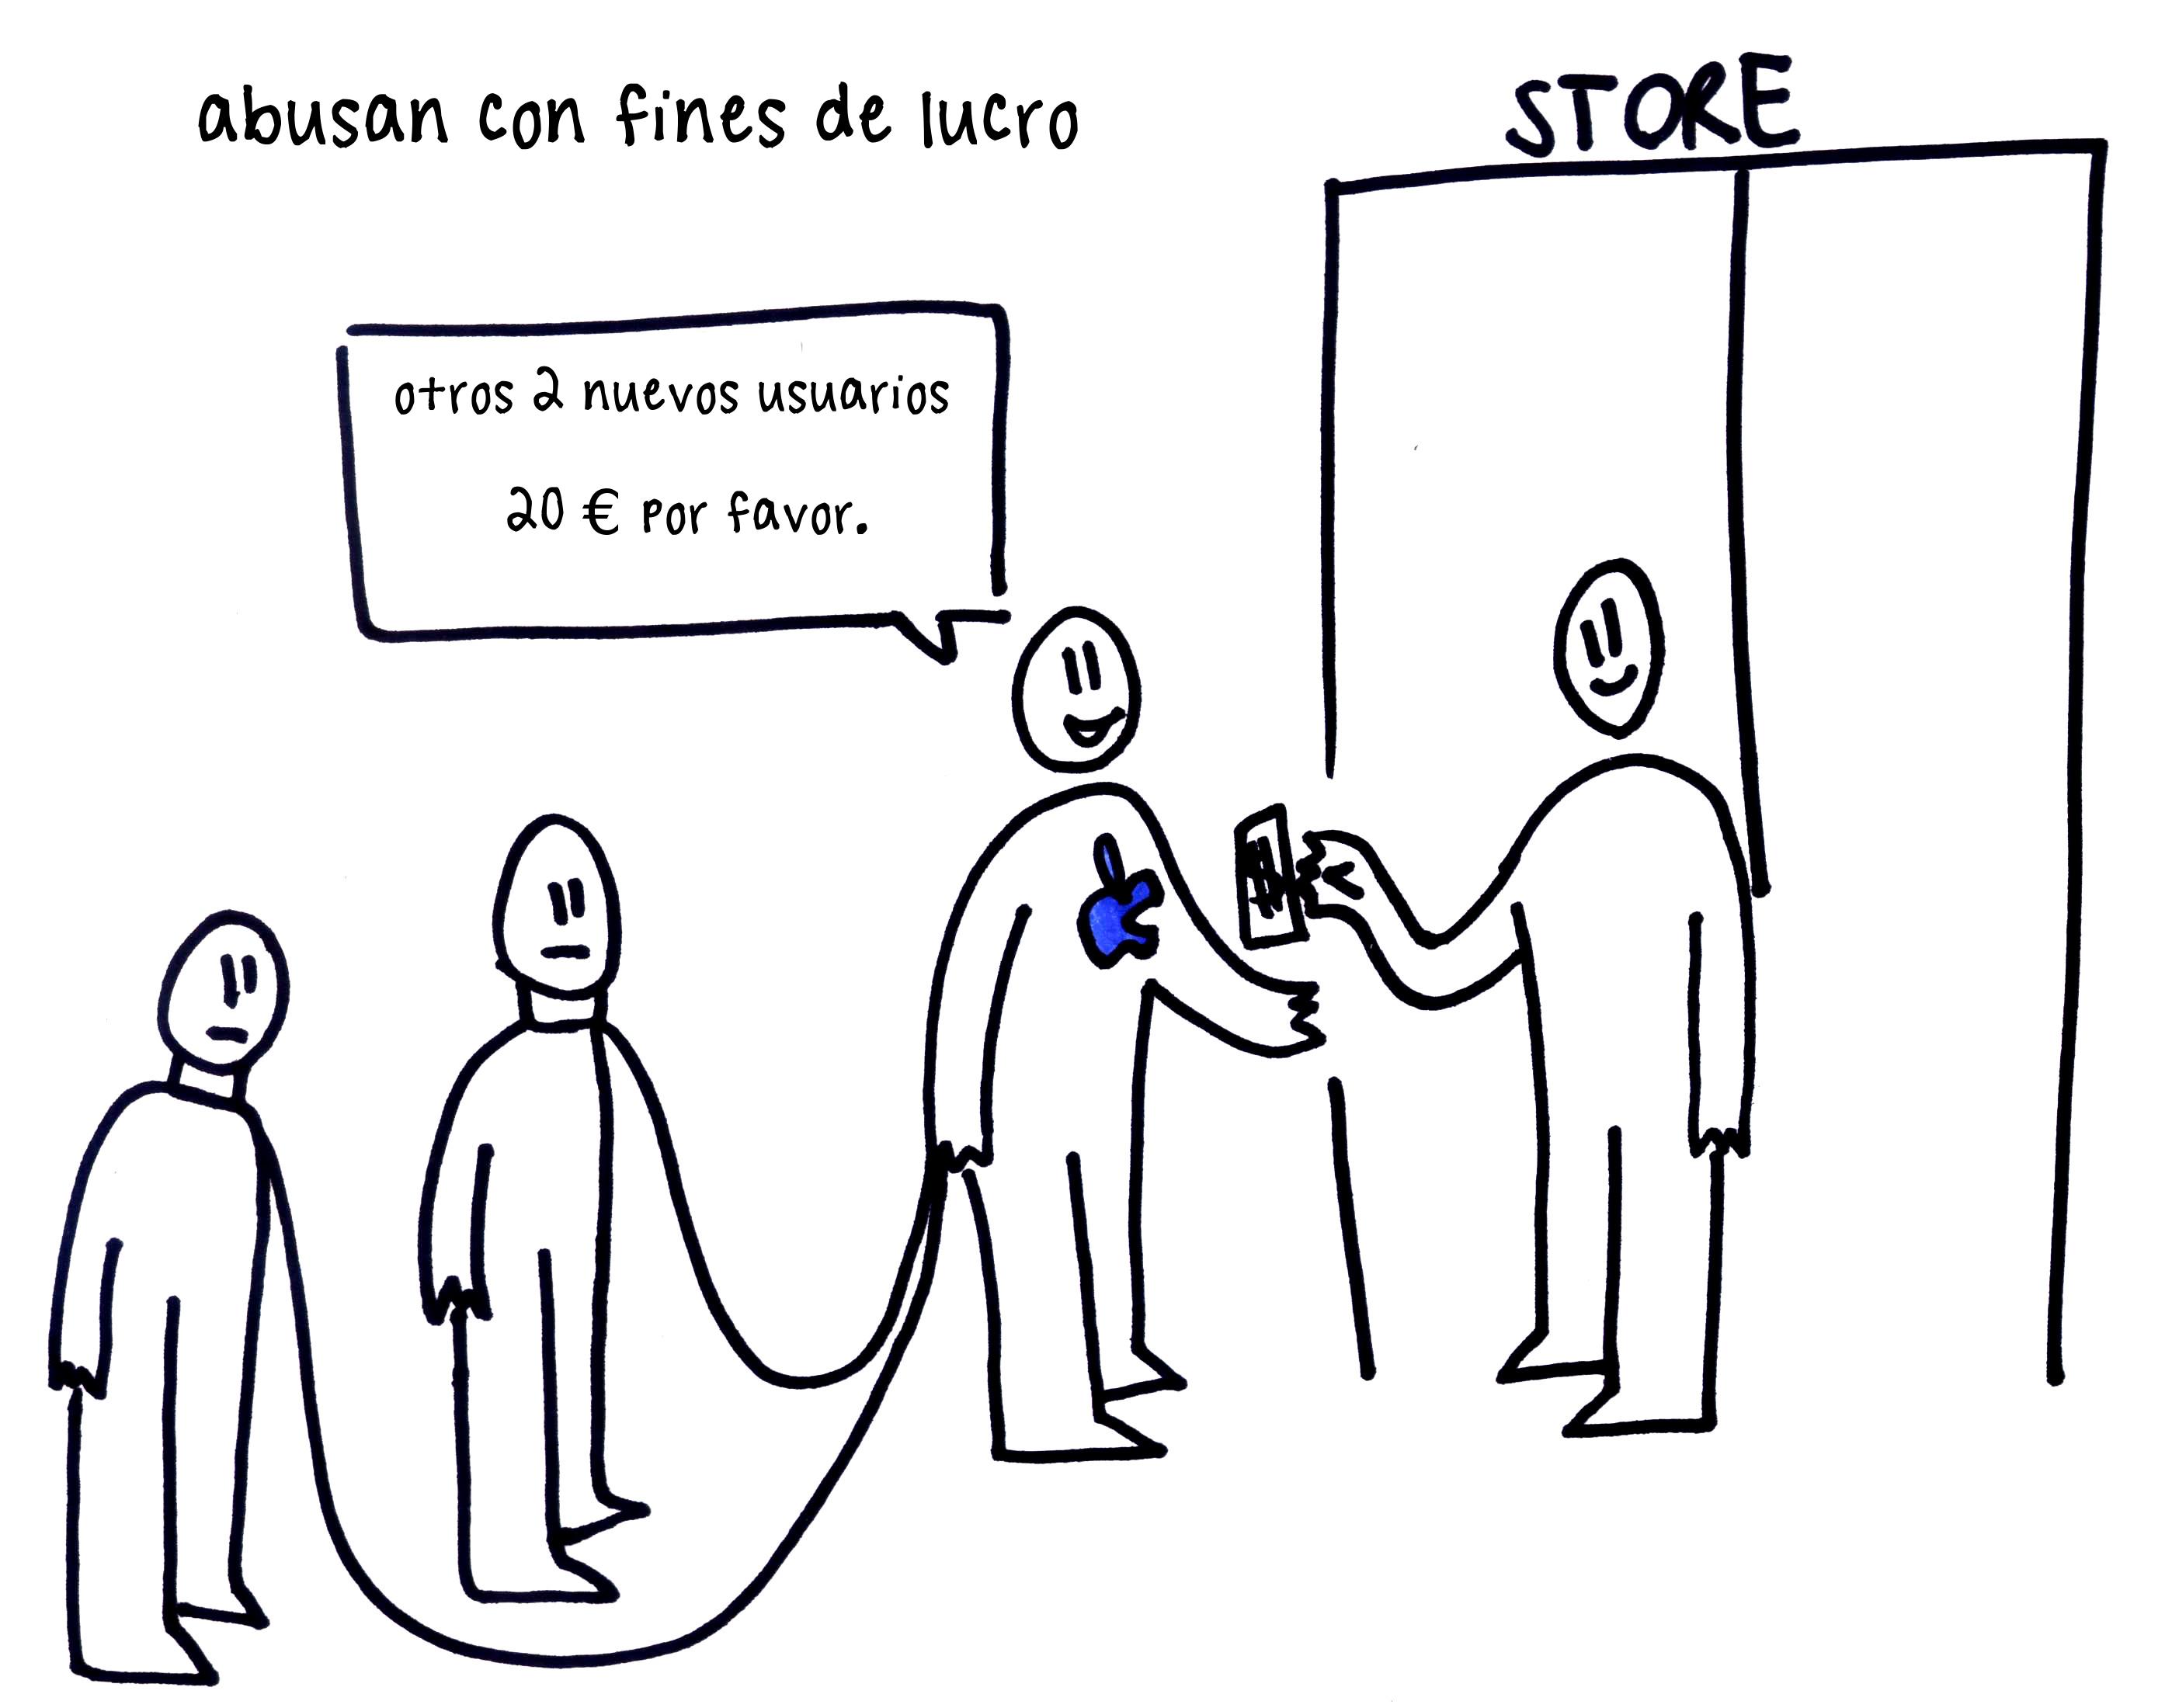 abusan con fines de lucro
STORE
otros 2 nuevos usuarios
20 € por favor.